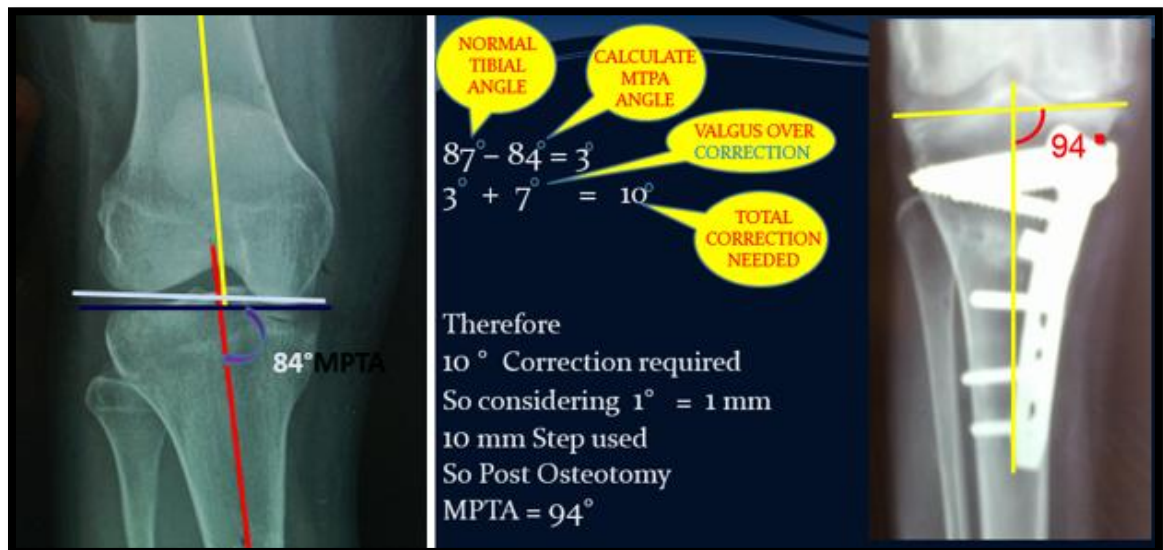 84°MPTA
NORMAL
TIBIAL
ANGLE
CALCULATE
MTPA
ANGLE
VALGUS OVER
CORRECTION
87° – 84° = 3°
3° + 7° = 10°
TOTAL
CORRECTION
NEEDED
Therefore
10 ° Correction required
So considering 1° = 1 mm
10 mm Step used
So Post Osteotomy
MPTA = 94°
94°